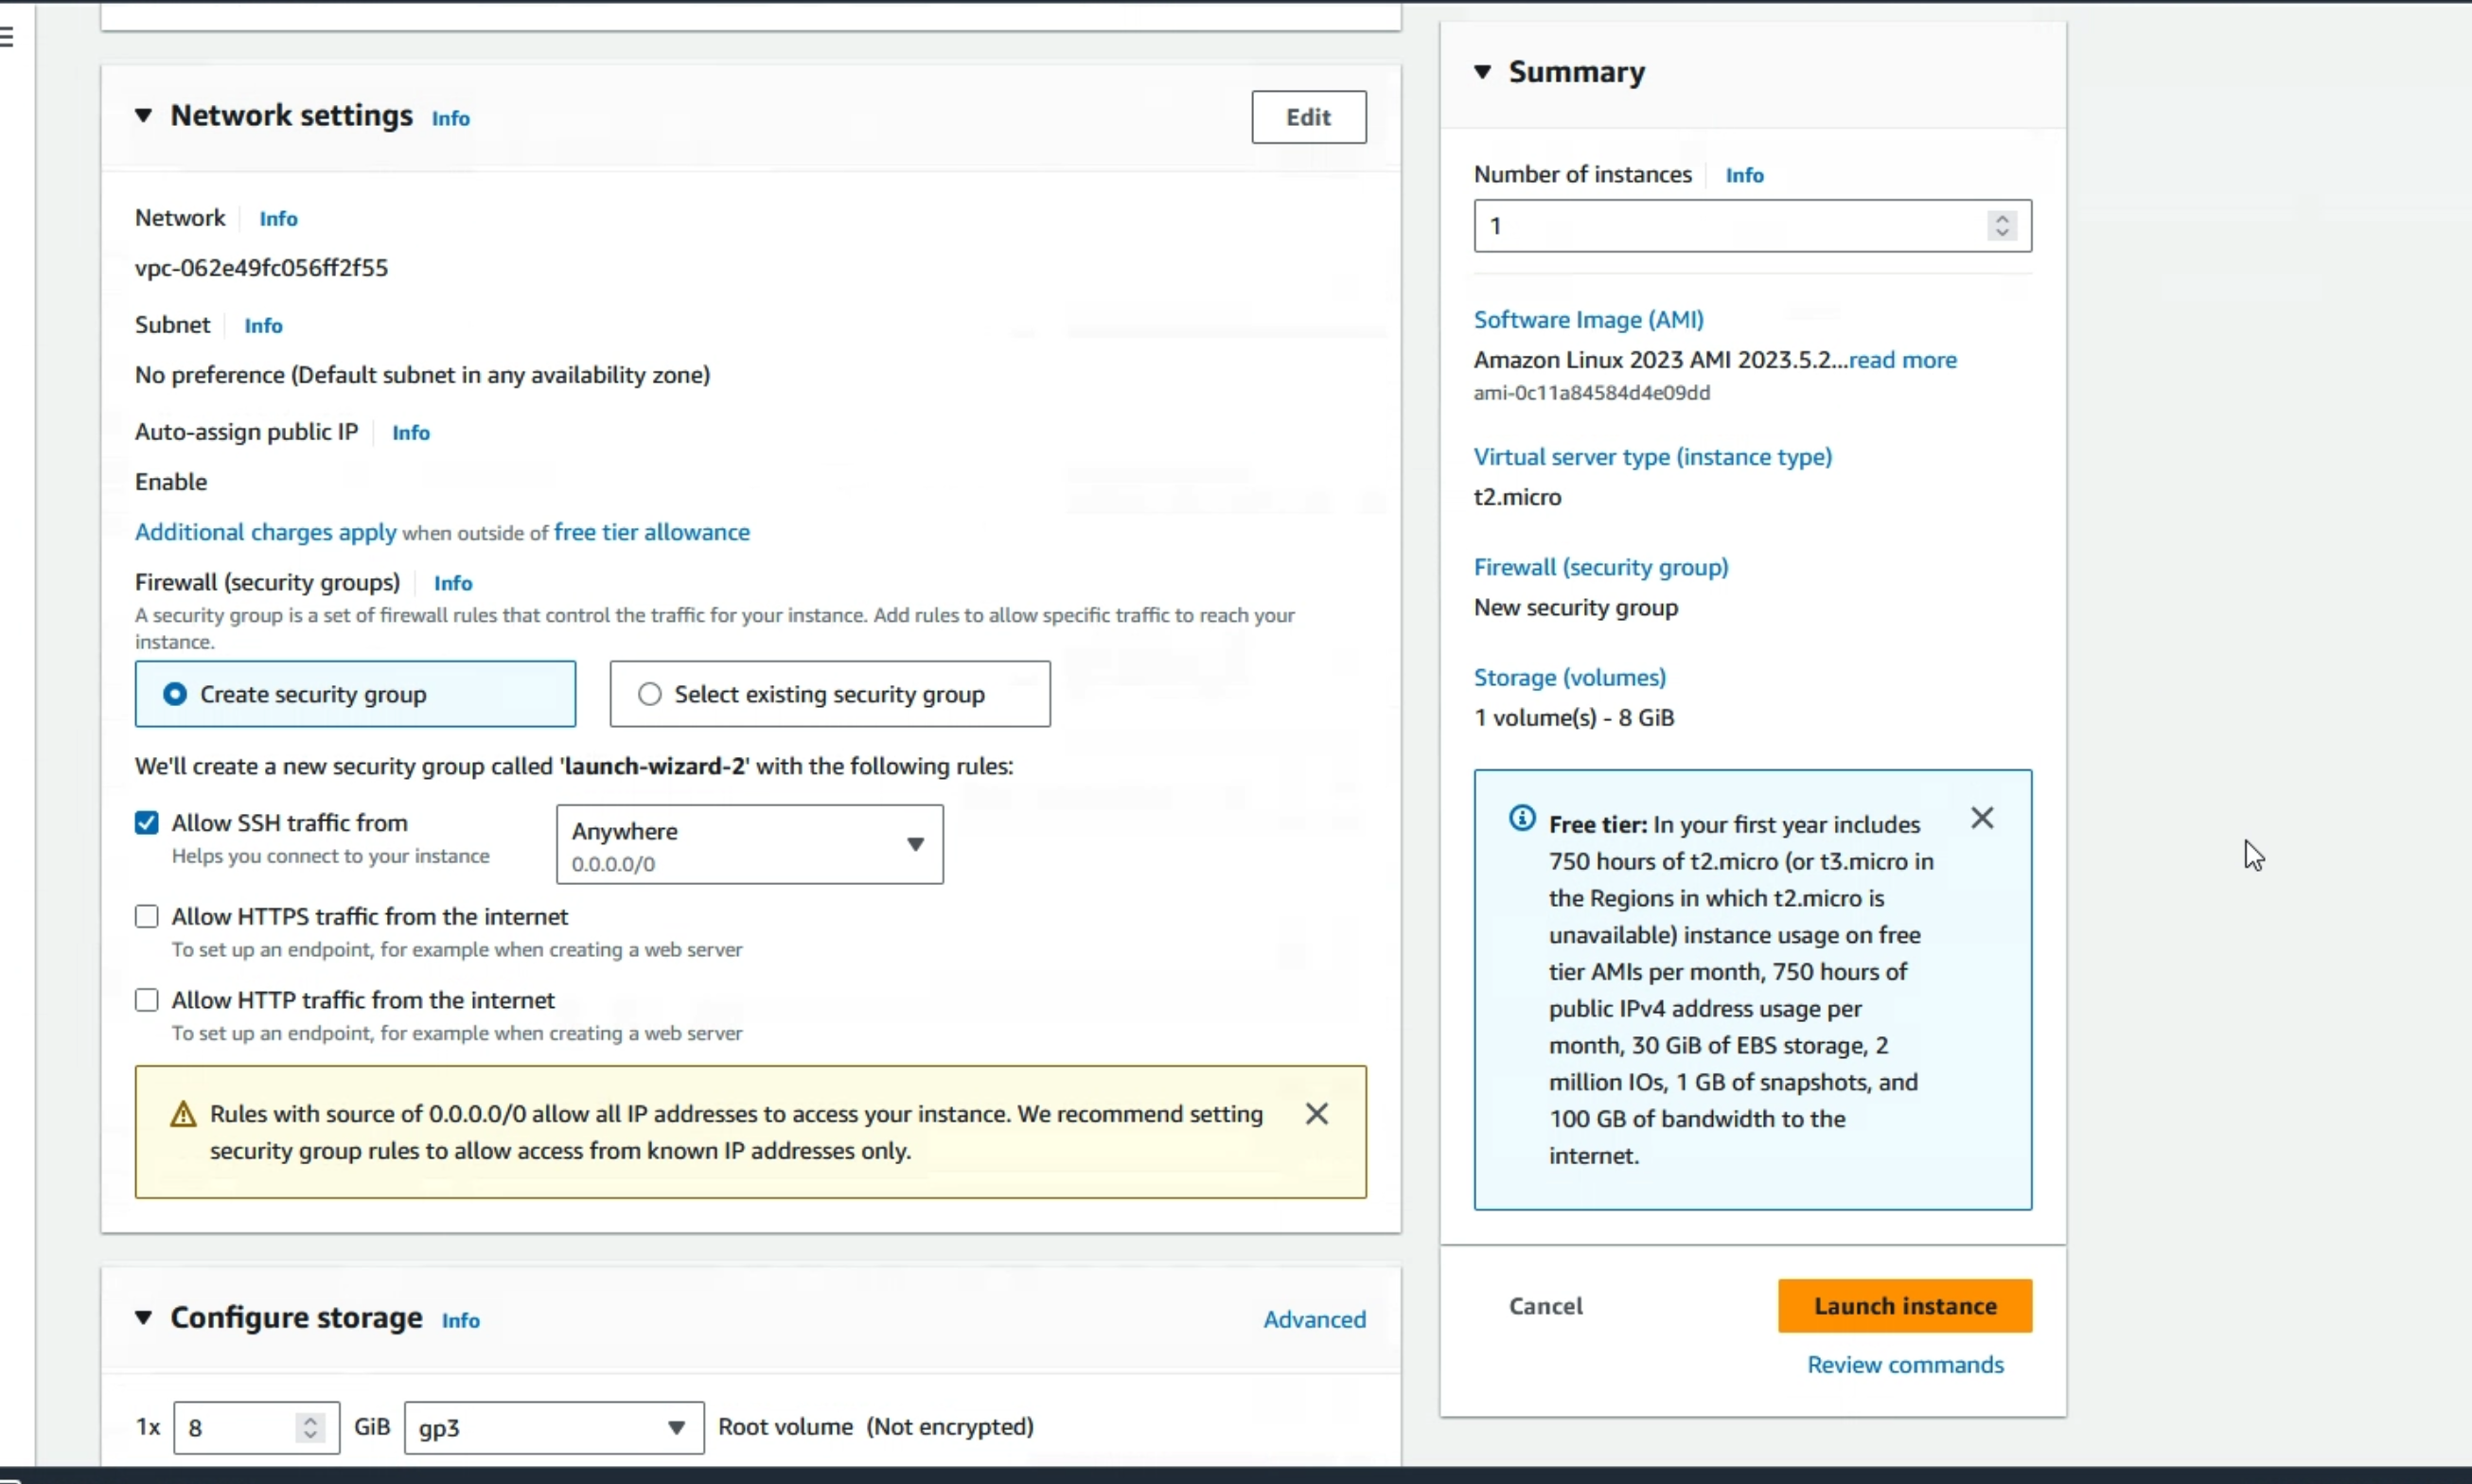 Network settings Info
Edit
Network Info
vpc-062e49fc056ff2f55
Subnet Info
No preference (Default subnet in any availability zone)
Auto-assign public IP Info
Enable
Additional charges apply when outside of free tier allowance
Firewall (security groups) Info
A security group is a set of firewall rules that control the traffic for your instance. Add rules to allow specific traffic to reach your
instance.
Create security group
Select existing security group
We'll create a new security group called 'launch-wizard-2' with the following rules:
Allow SSH traffic from
Helps you connect to your instance
Anywhere
0.0.0.0/0
Allow HTTPS traffic from the internet
To set up an endpoint, for example when creating a web server
Allow HTTP traffic from the internet
To set up an endpoint, for example when creating a web server
Rules with source of 0.0.0.0/0 allow all IP addresses to access your instance. We recommend setting
security group rules to allow access from known IP addresses only.
Configure storage Info
Advanced
1x 8 GiB gp3 Root volume (Not encrypted)
Summary
Number of instances Info
1
Software Image (AMI)
Amazon Linux 2023 AMI 2023.5.2...read more
ami-0c11a84584d4e09dd
Virtual server type (instance type)
t2.micro
Firewall (security group)
New security group
Storage (volumes)
1 volume(s) - 8 GiB
Free tier: In your first year includes
750 hours of t2.micro (or t3.micro in
the Regions in which t2.micro is
unavailable) instance usage on free
tier AMIs per month, 750 hours of
public IPv4 address usage per
month, 30 GiB of EBS storage, 2
million IOs, 1 GB of snapshots, and
100 GB of bandwidth to the
internet.
Cancel
Launch instance
Review commands